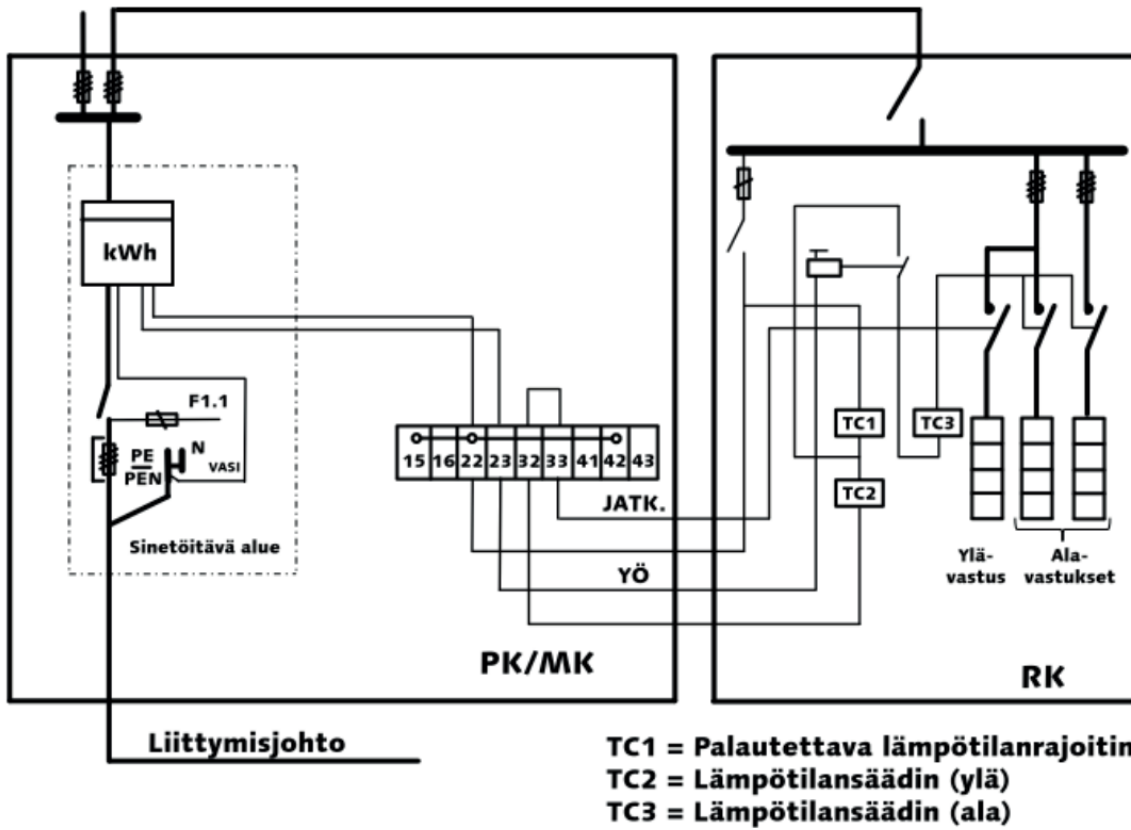 kWh
F1.1
PE
PEN
N
VASI
Sinetöitävä alue
15 16 22 23 32 33 41 42 43
JATK.
YÖ
PK/MK
TC1
TC3
TC2
Ylä-
vastus
Ala-
vastukset
RK
Liittymisjohto
TC1 = Palautettava lämpötilanrajoitin
TC2 = Lämpötilansäädin (ylä)
TC3 = Lämpötilansäädin (ala)